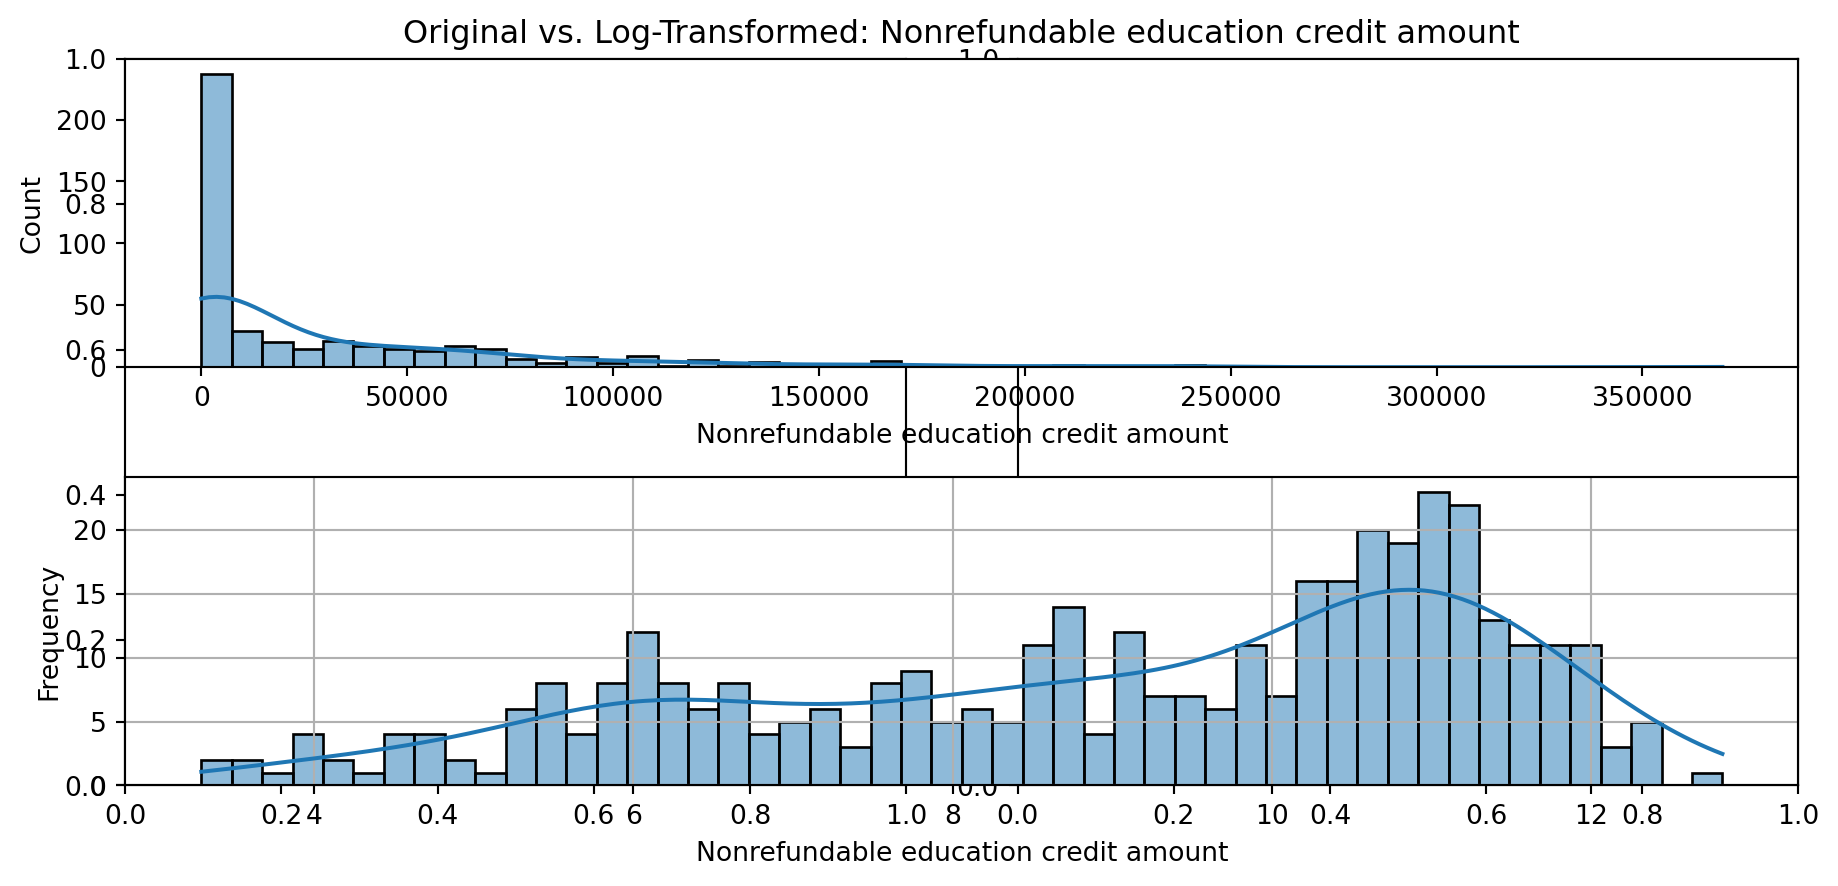 Original vs. Log-Transformed: Nonrefundable education credit amount
1.0
1.0
200
150
0.8
100
50
0.6
0
Count
0 50000 100000 150000 200000 250000 300000 350000
Nonrefundable education credit amount
0.4
20
15
0.2
10
5
0.0
0
Frequency
0.0
0.0 0.2 4 0.4 0.6 6 0.8 1.0 8 0.0 0.2 10 0.4 0.6 12 0.8 1.0
Nonrefundable education credit amount